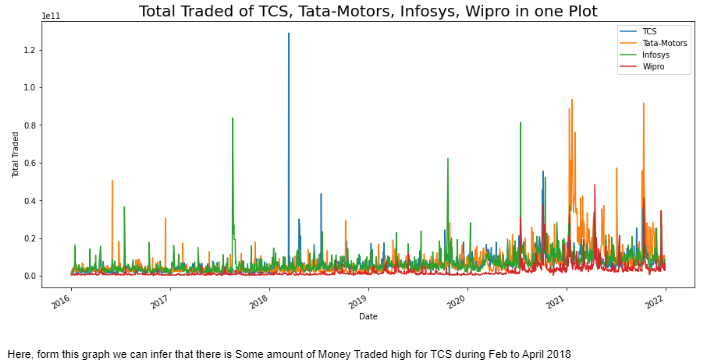 Total Traded of TCS, Tata-Motors, Infosys, Wipro in one Plot
1e11
TCS
Tata-Motors
Infosys
Wipro
1.2
1.0
0.8
0.6
0.4
0.2
0.0
Total Traded
2016
2017
2018
2019
2020
2021
2022
Date
Here, form this graph we can infer that there is Some amount of Money Traded high for TCS during Feb to April 2018